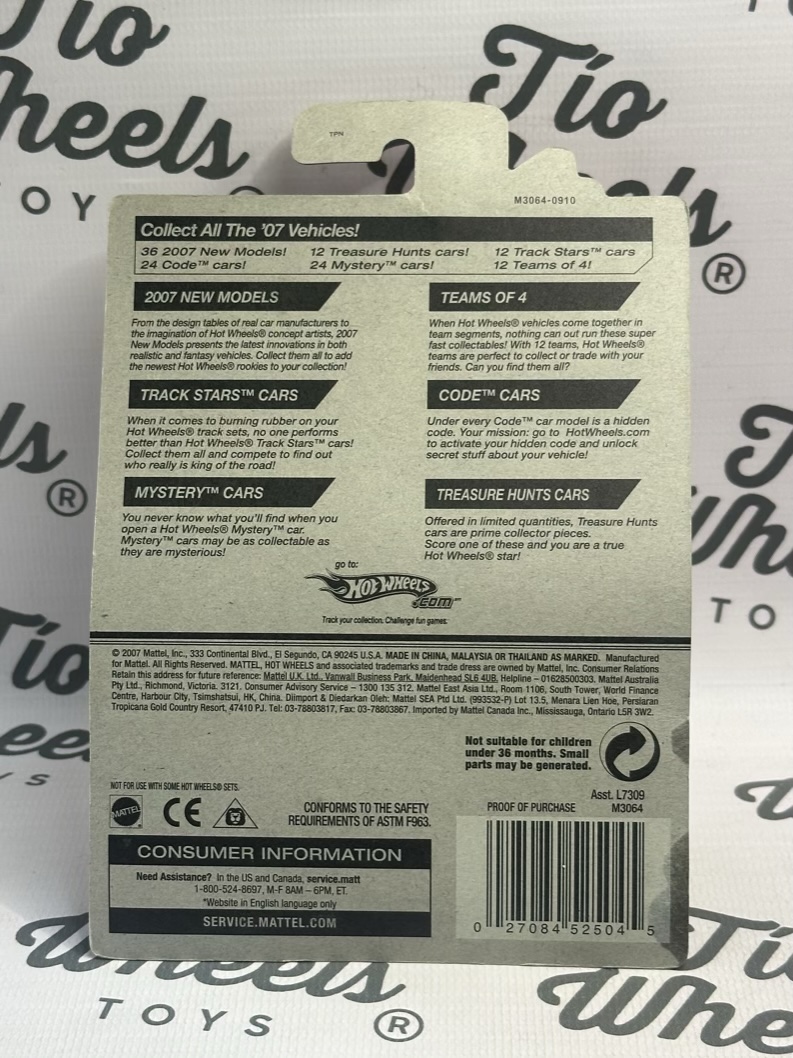 Tío
Wheels
TOYS
®
TPN
M3064-0910
Collect All The '07 Vehicles!
36 2007 New Models! 12 Treasure Hunts cars! 12 Track Stars™ cars
24 Code™ cars! 24 Mystery™ cars! 12 Teams of 4!
2007 NEW MODELS
From the design tables of real car manufacturers to
the imagination of Hot Wheels® concept artists, 2007
New Models presents the latest innovations in both
realistic and fantasy vehicles. Collect them all to add
the newest Hot Wheels® rookies to your collection!
TEAMS OF 4
When Hot Wheels® vehicles come together in
team segments, nothing can out run these super
fast collectables! With 12 teams, Hot Wheels®
teams are perfect to collect or trade with your
friends. Can you find them all?
TRACK STARS™ CARS
When it comes to burning rubber on your
Hot Wheels® track sets, no one performs
better than Hot Wheels® Track Stars™ cars!
Collect them all and compete to find out
who really is king of the road!
CODE™ CARS
Under every Code™ car model is a hidden
code. Your mission: go to HotWheels.com
to activate your hidden code and unlock
secret stuff about your vehicle!
MYSTERY™ CARS
You never know what you'll find when you
open a Hot Wheels® Mystery™ car.
Mystery™ cars may be as collectable as
they are mysterious!
TREASURE HUNTS CARS
Offered in limited quantities, Treasure Hunts
cars are prime collector pieces.
Score one of these and you are a true
Hot Wheels® star!
go to:
HOT WHEELS
.COM™
Track your collection. Challenge fun games.
© 2007 Mattel, Inc., 333 Continental Blvd., El Segundo, CA 90245 U.S.A. MADE IN CHINA, MALAYSIA OR THAILAND AS MARKED. Manufactured
for Mattel. All Rights Reserved. MATTEL, HOT WHEELS and associated trademarks and trade dress are owned by Mattel, Inc. Consumer Relations
Retain this address for future reference: Mattel U.K. Ltd., Vanwall Business Park, Maidenhead SL6 4UB. Helpline – 01628500303. Mattel Australia
Pty Ltd., Richmond, Victoria. 3121. Consumer Advisory Service – 1300 135 312. Mattel East Asia Ltd., Room 1106, South Tower, World Finance
Centre, Harbour City, Tsimshatsui, HK, China. Diimport & Diedarkan Oleh: Mattel SEA Ptd Ltd. (993532-P) Lot 13.5, Menara Lien Hoe, Persiaran
Tropicana Gold Country Resort, 47410 PJ. Tel: 03-78803817, Fax: 03-78803867. Imported by Mattel Canada Inc., Mississauga, Ontario L5R 3W2.
Not suitable for children
under 36 months. Small
parts may be generated.
NOT FOR USE WITH SOME HOT WHEELS® SETS.
MATTEL
CE
CONFORMS TO THE SAFETY
REQUIREMENTS OF ASTM F963.
Asst. L7309
PROOF OF PURCHASE M3064
CONSUMER INFORMATION
Need Assistance? In the US and Canada, service.matt
1-800-524-8697, M-F 8AM – 6PM, ET.
*Website in English language only
SERVICE.MATTEL.COM
0 27084 52504 5
Wheels
TOYS ®